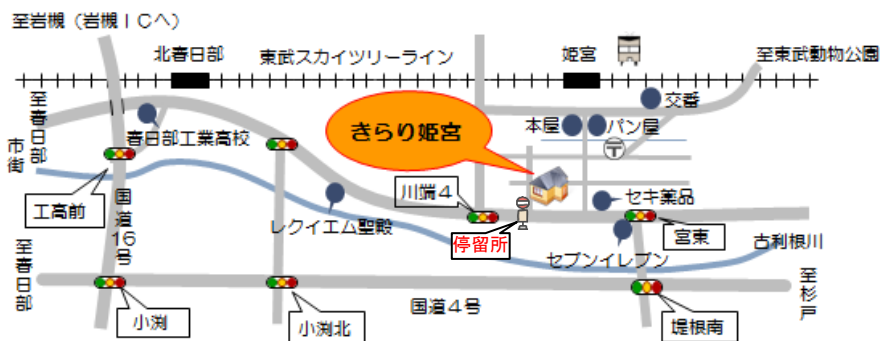 至岩槻(岩槻ICへ)
北春日部
東武スカイツリーライン
姫宮
至東武動物公園
至春日部
市街
春日部工業高校
きらり姫宮
本屋
パン屋
交番
〒
工高前
国道16号
レクイエム聖殿
川端4
停留所
セキ薬品
宮東
セブンイレブン
古利根川
至春日部
小渕
小渕北
国道4号
堤根南
至杉戸